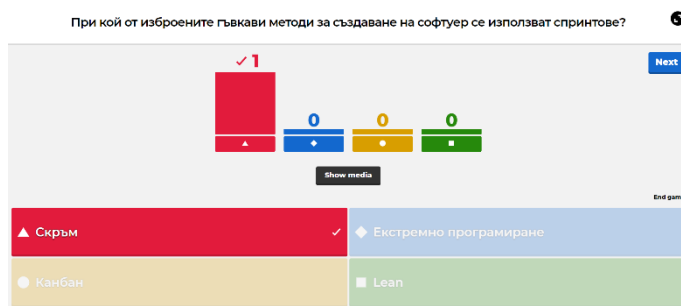 При кой от изброените гъвкави методи за създаване на софтуер се използват спринтове?
1
Next
0
0
0
Show media
End gam
Скръм
Екстремно програмиране
Канбан
Lean